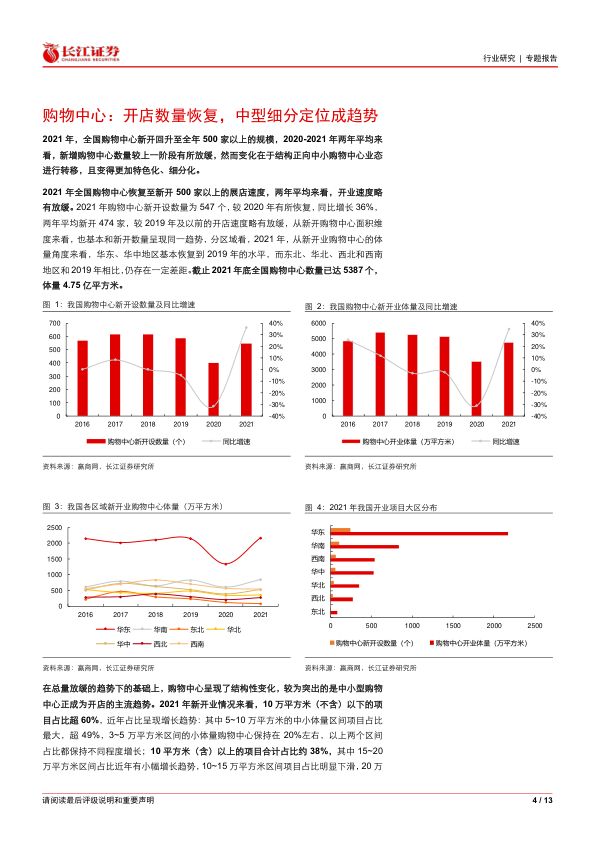 长江证券
CHANGJIANG SECURITIES
行业研究 | 专题报告
购物中心：开店数量恢复，中型细分定位成趋势
2021 年，全国购物中心新开回升至全年 500 家以上的规模，2020-2021 年两年平均来
看，新增购物中心数量较上一阶段有所放缓，然而变化在于结构正向中小购物中心业态
进行转移，且变得更加特色化、细分化。
2021 年全国购物中心恢复至新开 500 家以上的展店速度，两年平均来看，开业速度略
有放缓。2021 年购物中心新开设数量为 547 个，较 2020 年有所恢复，同比增长 36%，
两年平均新开 474 家，较 2019 年及以前的开店速度略有放缓，从新开购物中心面积维
度来看，也基本和新开数量呈现同一趋势，分区域看，2021 年，从新开业购物中心的体
量角度来看，华东、华中地区基本恢复到 2019 年的水平，而东北、华北、西北和西南
地区和 2019 年相比，仍存在一定差距。截止 2021 年底全国购物中心数量已达 5387 个，
体量 4.75 亿平方米。
图 1：我国购物中心新开设数量及同比增速
700
600
500
400
300
200
100
0
40%
30%
20%
10%
0%
-10%
-20%
-30%
-40%
2016 2017 2018 2019 2020 2021
购物中心新开设数量（个） 同比增速
资料来源：赢商网，长江证券研究所
图 2：我国购物中心新开业体量及同比增速
6000
5000
4000
3000
2000
1000
0
40%
30%
20%
10%
0%
-10%
-20%
-30%
-40%
2016 2017 2018 2019 2020 2021
购物中心开业体量（万平方米） 同比增速
资料来源：赢商网，长江证券研究所
图 3：我国各区域新开业购物中心体量（万平方米）
2500
2000
1500
1000
500
0
2016 2017 2018 2019 2020 2021
华东 华南 东北 华北
华中 西北 西南
资料来源：赢商网，长江证券研究所
图 4：2021 年我国开业项目大区分布
华东
华南
西南
华中
华北
西北
东北
0 500 1000 1500 2000 2500
购物中心新开设数量（个） 购物中心开业体量（万平方米）
资料来源：赢商网，长江证券研究所
在总量放缓的趋势下的基础上，购物中心呈现了结构性变化，较为突出的是中小型购物
中心正成为开店的主流趋势。2021 年新开业情况来看，10 万平方米（不含）以下的项
目占比超 60%，近年占比呈现增长趋势：其中 5~10 万平方米的中小体量区间项目占比
最大，超 49%，3~5 万平方米区间的小体量购物中心保持在 20%左右，以上两个区间
占比都保持不同程度增长；10 平方米（含）以上的项目合计占比约 38%，其中 15~20
万平方米区间占比近年有小幅增长趋势，10~15 万平方米区间项目占比明显下滑，20 万
请阅读最后评级说明和重要声明
4 / 13